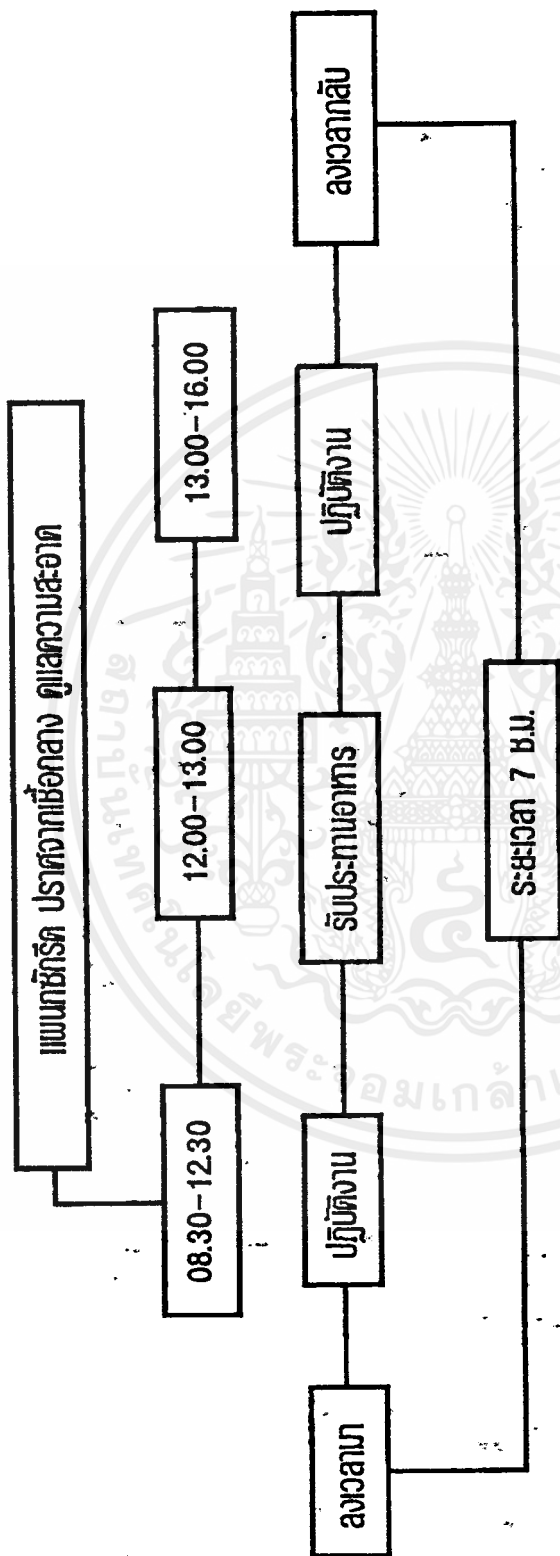 แผนกซักรีด ปราศจากเชื้อกลาง ดูแลความสะอาด
08.30-12.30
12.00-13.00
13.00-16.00
ลงเวลามา
ปฏิบัติงาน
รับประทานอาหาร
ปฏิบัติงาน
ลงเวลากลับ
ระยะเวลา 7 ช.ม.